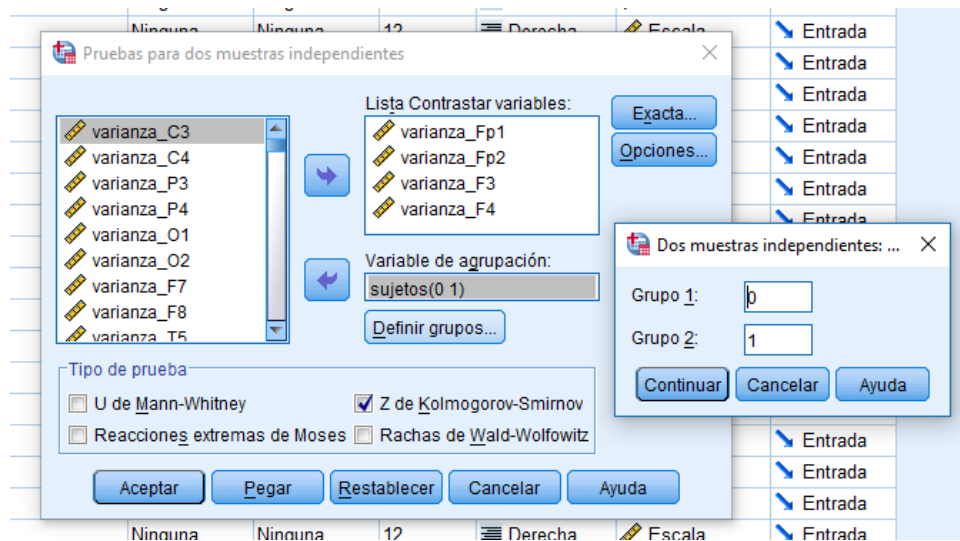 Ninguna Ninguna 12 Derecha Escala Entrada
Pruebas para dos muestras independientes
Entrada
Entrada
Entrada
Entrada
Entrada
Entrada
varianza_C3
varianza_C4
varianza_P3
varianza_P4
varianza_O1
varianza_O2
varianza_F7
varianza_F8
varianza_T5
Lista Contrastar variables:
varianza_Fp1
varianza_Fp2
varianza_F3
varianza_F4
Exacta...
Opciones...
Variable de agrupación:
sujetos(0 1)
Definir grupos...
Tipo de prueba
U de Mann-Whitney
Z de Kolmogorov-Smirnov
Reacciones extremas de Moses
Rachas de Wald-Wolfowitz
Aceptar Pegar Restablecer Cancelar Ayuda
Dos muestras independientes: ...
Grupo 1: 0
Grupo 2: 1
Continuar Cancelar Ayuda
Entrada
Entrada
Entrada
Ninguna Ninguna 12 Derecha Escala Entrada